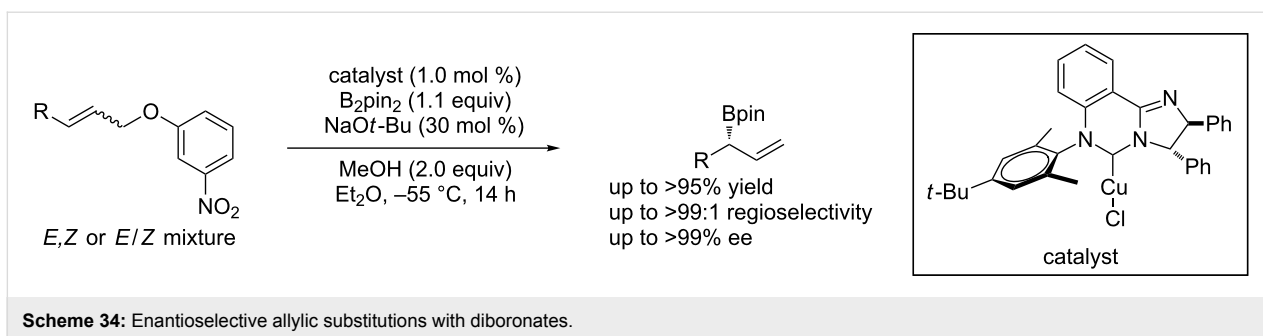 R
O
NO2
E,Z or E/Z mixture
catalyst (1.0 mol %)
B2pin2 (1.1 equiv)
NaOt-Bu (30 mol %)
MeOH (2.0 equiv)
Et2O, –55 °C, 14 h
Bpin
R
up to >95% yield
up to >99:1 regioselectivity
up to >99% ee
N
Ph
N
N
Ph
t-Bu
Cu
Cl
catalyst
Scheme 34: Enantioselective allylic substitutions with diboronates.